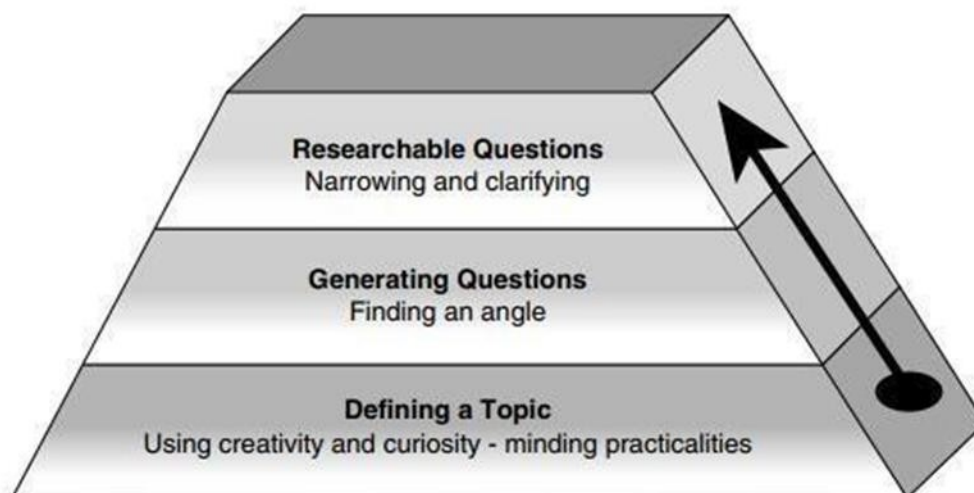 Researchable Questions
Narrowing and clarifying
Generating Questions
Finding an angle
Defining a Topic
Using creativity and curiosity - minding practicalities